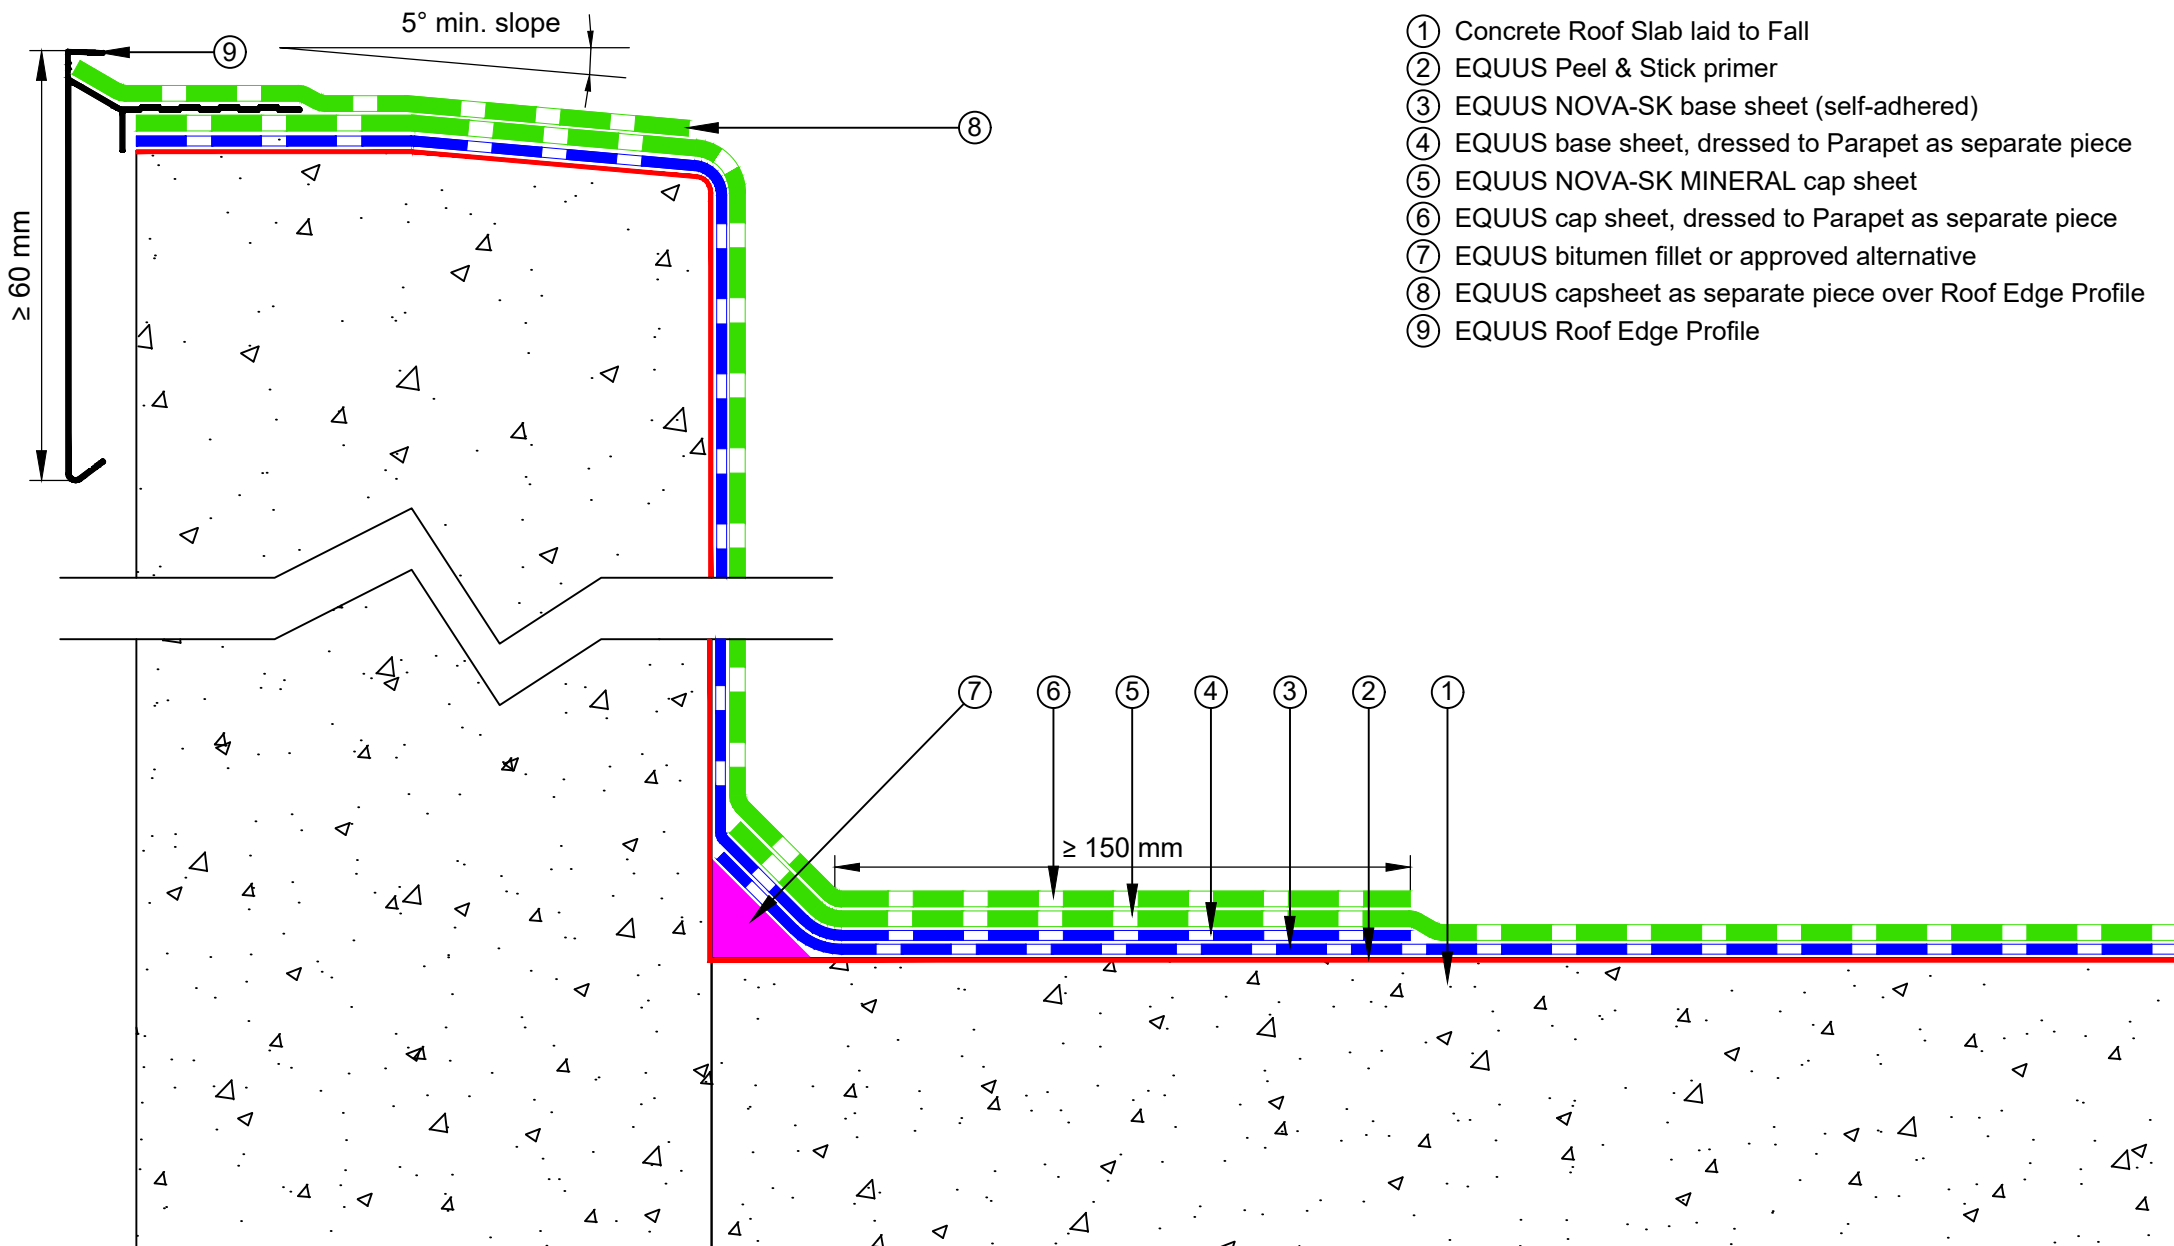 5° min. slope
⑨
⑧
≥ 60 mm
① Concrete Roof Slab laid to Fall
② EQUUS Peel & Stick primer
③ EQUUS NOVA-SK base sheet (self-adhered)
④ EQUUS base sheet, dressed to Parapet as separate piece
⑤ EQUUS NOVA-SK MINERAL cap sheet
⑥ EQUUS cap sheet, dressed to Parapet as separate piece
⑦ EQUUS bitumen fillet or approved alternative
⑧ EQUUS capsheet as separate piece over Roof Edge Profile
⑨ EQUUS Roof Edge Profile
⑦ ⑥ ⑤ ④ ③ ② ①
≥ 150 mm